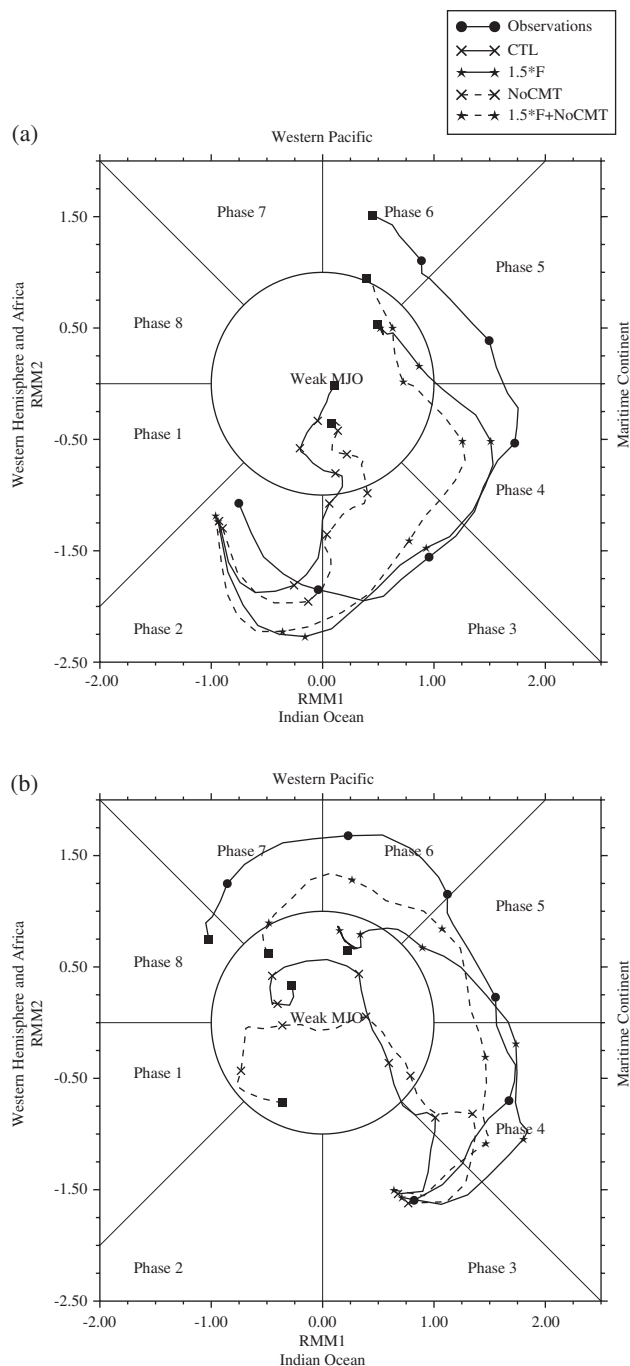 Observations
CTL
1.5*F
NoCMT
1.5*F+NoCMT
(a)
Western Pacific
Phase 7
Phase 6
1.50
Phase 5
Phase 8
0.50
Western Hemisphere and Africa
RMM2
Weak MJO
0.00
Maritime Continent
Phase 1
-0.50
Phase 4
-1.50
Phase 2
Phase 3
-2.50
-2.00
-1.00
0.00
1.00
2.00
RMM1
Indian Ocean
(b)
Western Pacific
Phase 7
Phase 6
1.50
Phase 5
Phase 8
0.50
Western Hemisphere and Africa
RMM2
Weak MJO
0.00
Maritime Continent
Phase 1
-0.50
Phase 4
-1.50
Phase 2
Phase 3
-2.50
-2.00
-1.00
0.00
1.00
2.00
RMM1
Indian Ocean